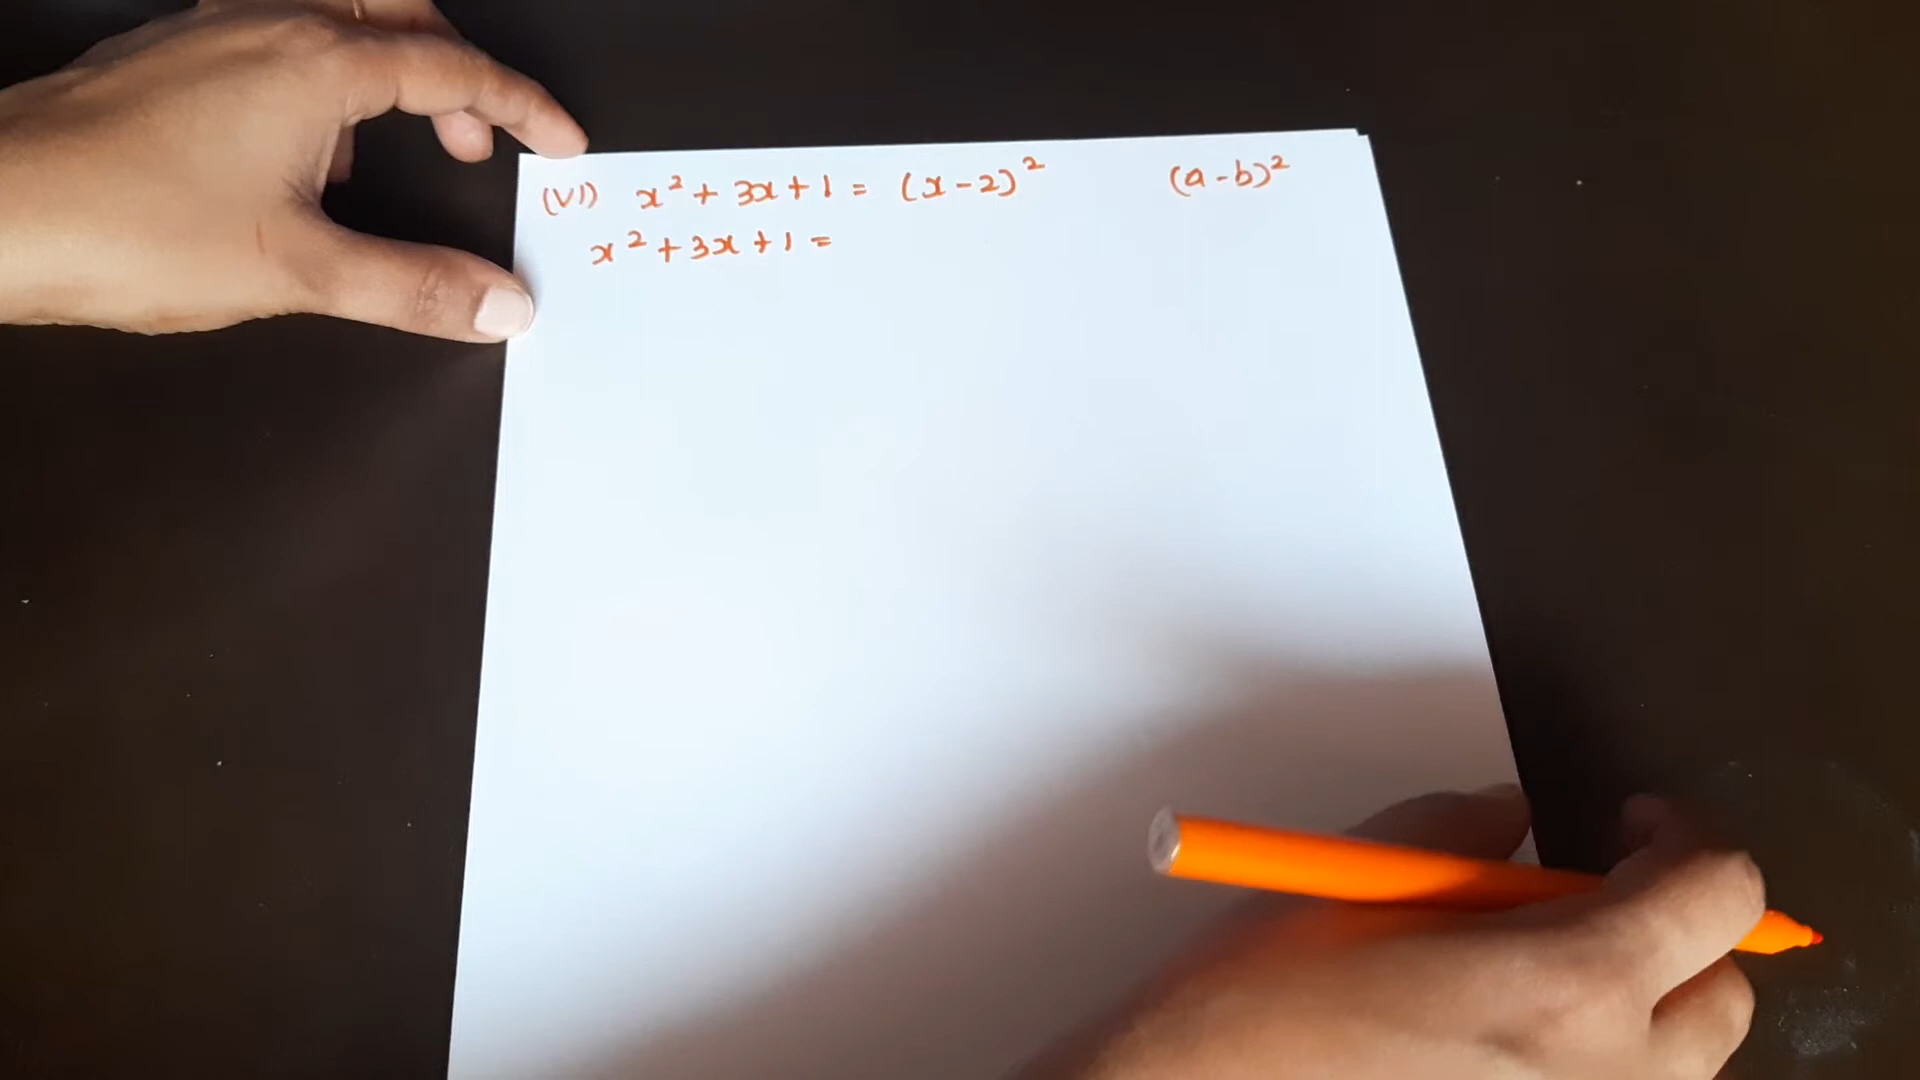 (VI) x² + 3x + 1 = (x - 2)² (a - b)²
x² + 3x + 1 =